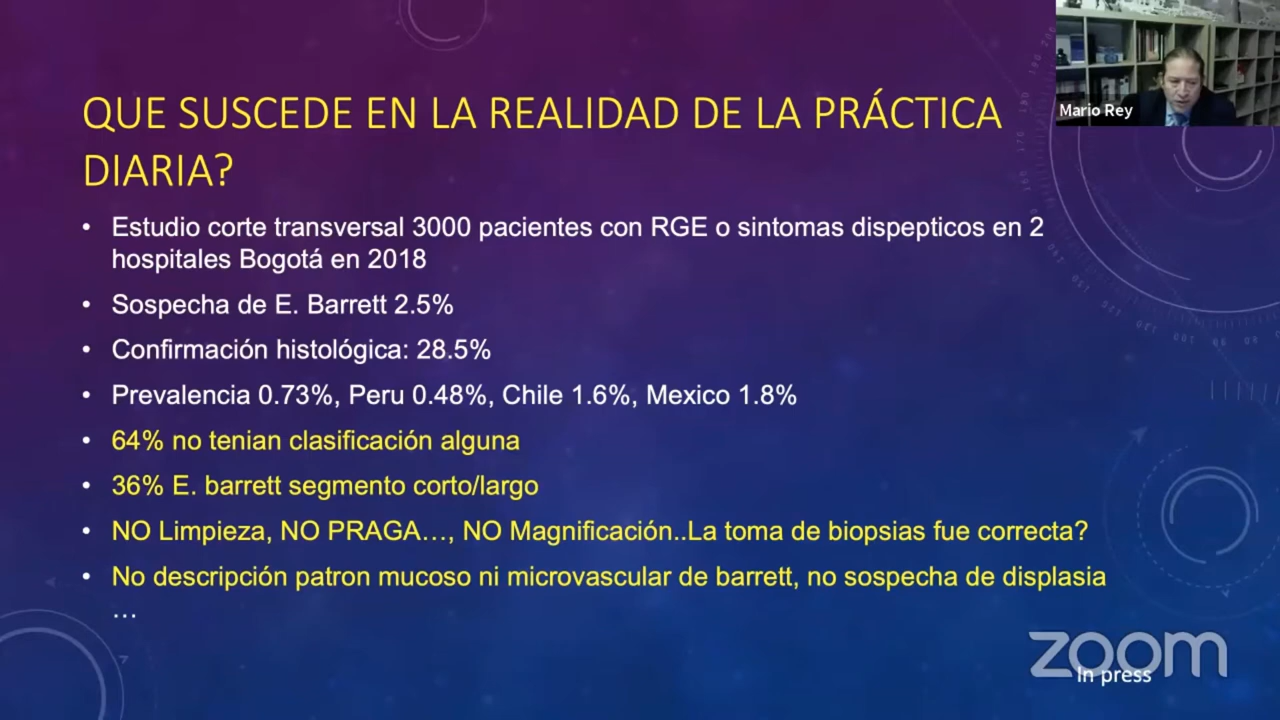 QUE SUSCEDE EN LA REALIDAD DE LA PRÁCTICA
DIARIA?
• Estudio corte transversal 3000 pacientes con RGE o sintomas dispepticos en 2
hospitales Bogotá en 2018
• Sospecha de E. Barrett 2.5%
• Confirmación histológica: 28.5%
• Prevalencia 0.73%, Peru 0.48%, Chile 1.6%, Mexico 1.8%
• 64% no tenian clasificación alguna
• 36% E. barrett segmento corto/largo
• NO Limpieza, NO PRAGA…, NO Magnificación..La toma de biopsias fue correcta?
• No descripción patron mucoso ni microvascular de barrett, no sospecha de displasia
…
Mario Rey
zoom
In press